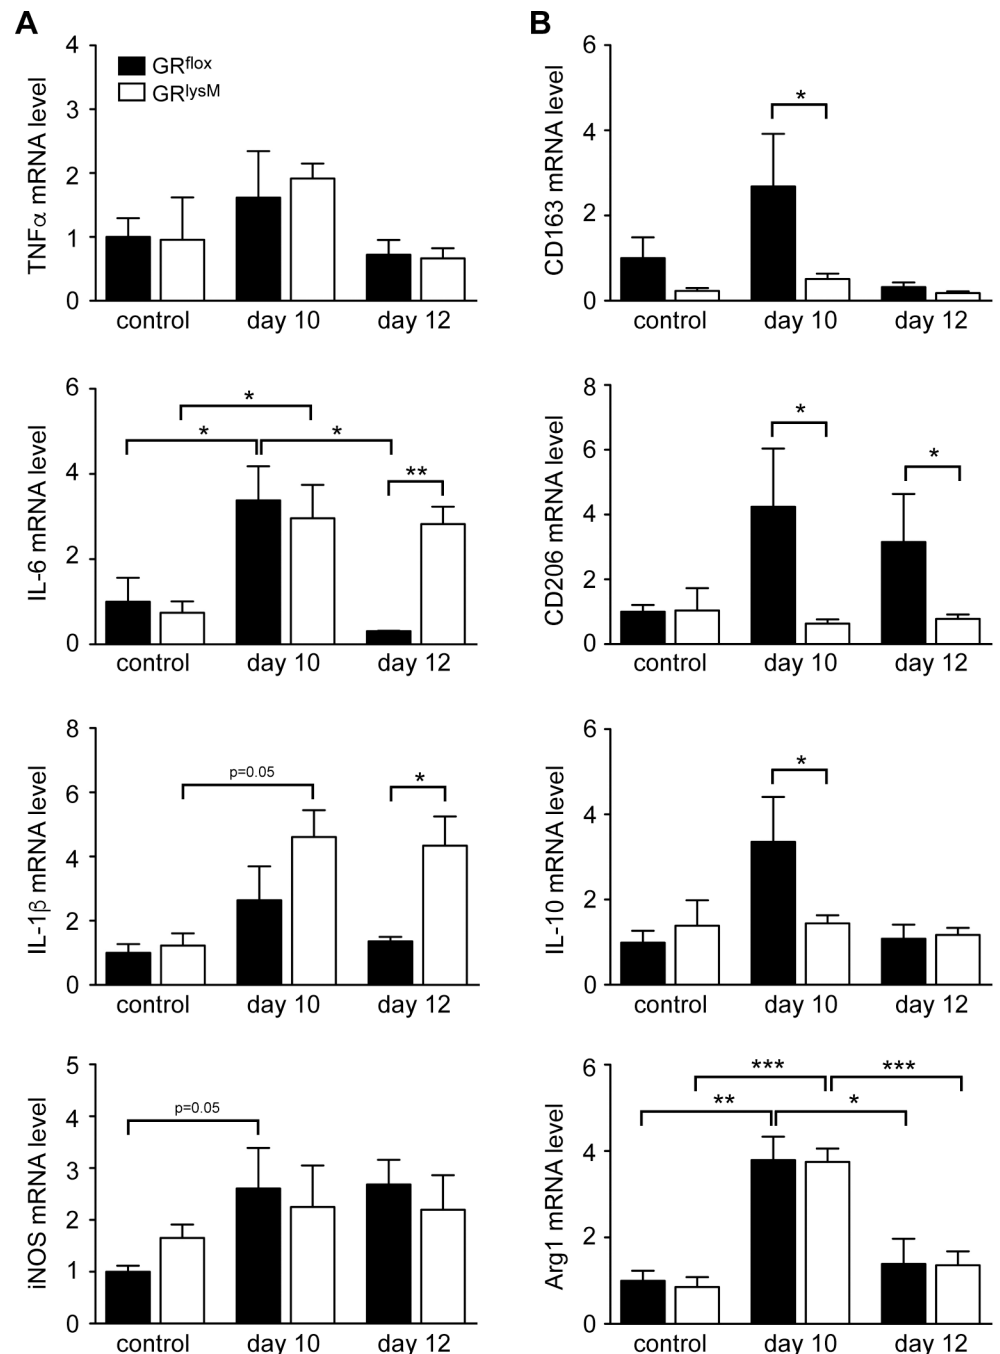 A
TNFα mRNA level
4
3
2
1
0
GRflox
GRlysM
control day 10 day 12
IL-6 mRNA level
6
4
2
0
*
*
*
**
control day 10 day 12
IL-1β mRNA level
8
6
4
2
0
p=0.05
*
control day 10 day 12
iNOS mRNA level
5
4
3
2
1
0
p=0.05
control day 10 day 12
B
CD163 mRNA level
6
4
2
0
*
control day 10 day 12
CD206 mRNA level
8
6
4
2
0
*
*
control day 10 day 12
IL-10 mRNA level
6
4
2
0
*
control day 10 day 12
Arg1 mRNA level
6
4
2
0
***
***
**
*
control day 10 day 12